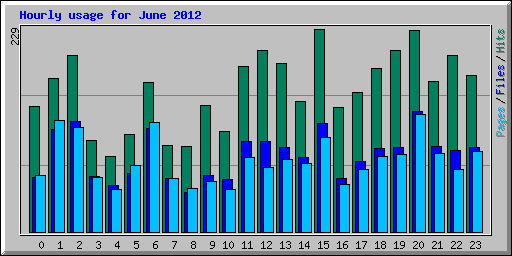 Hourly usage for June 2012
229
Pages / Files / Hits
0 1 2 3 4 5 6 7 8 9 10 11 12 13 14 15 16 17 18 19 20 21 22 23